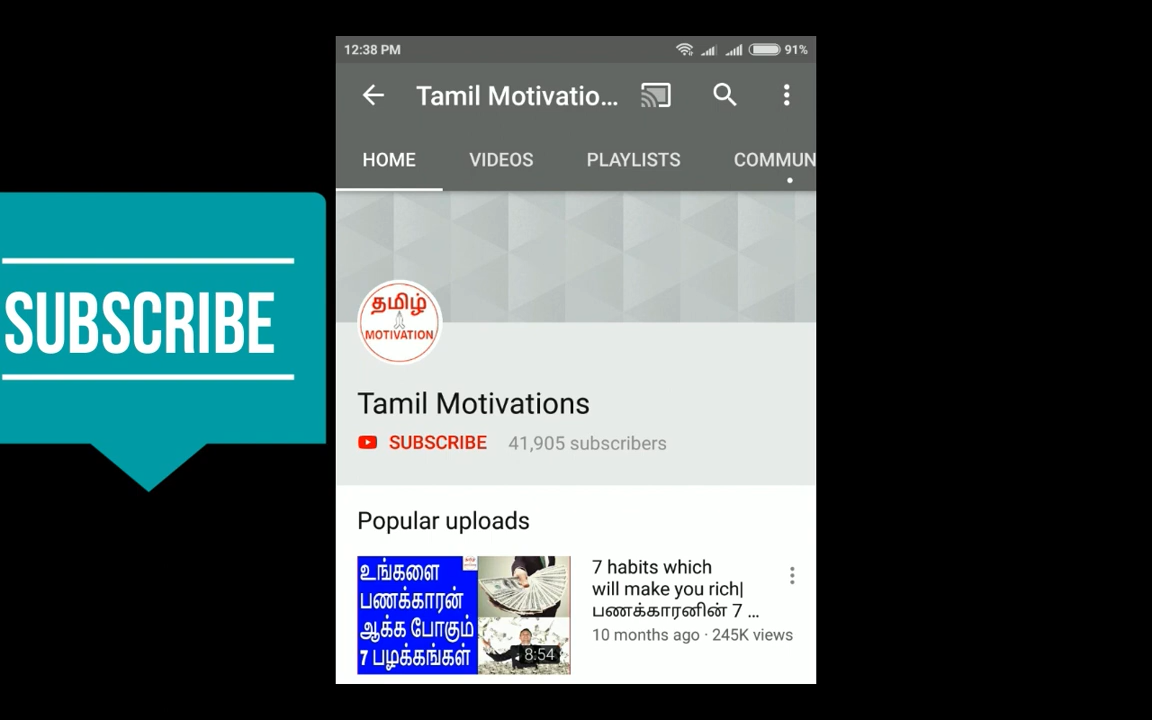 12:38 PM
91%
Tamil Motivatio...
HOME
VIDEOS
PLAYLISTS
COMMUN
SUBSCRIBE
தமிழ்
MOTIVATION
Tamil Motivations
SUBSCRIBE
41,905 subscribers
Popular uploads
உங்களை
பணக்காரன்
ஆக்க போகும்
7 பழக்கங்கள்
8:54
7 habits which
will make you rich|
பணக்காரனின் 7 ...
10 months ago · 245K views